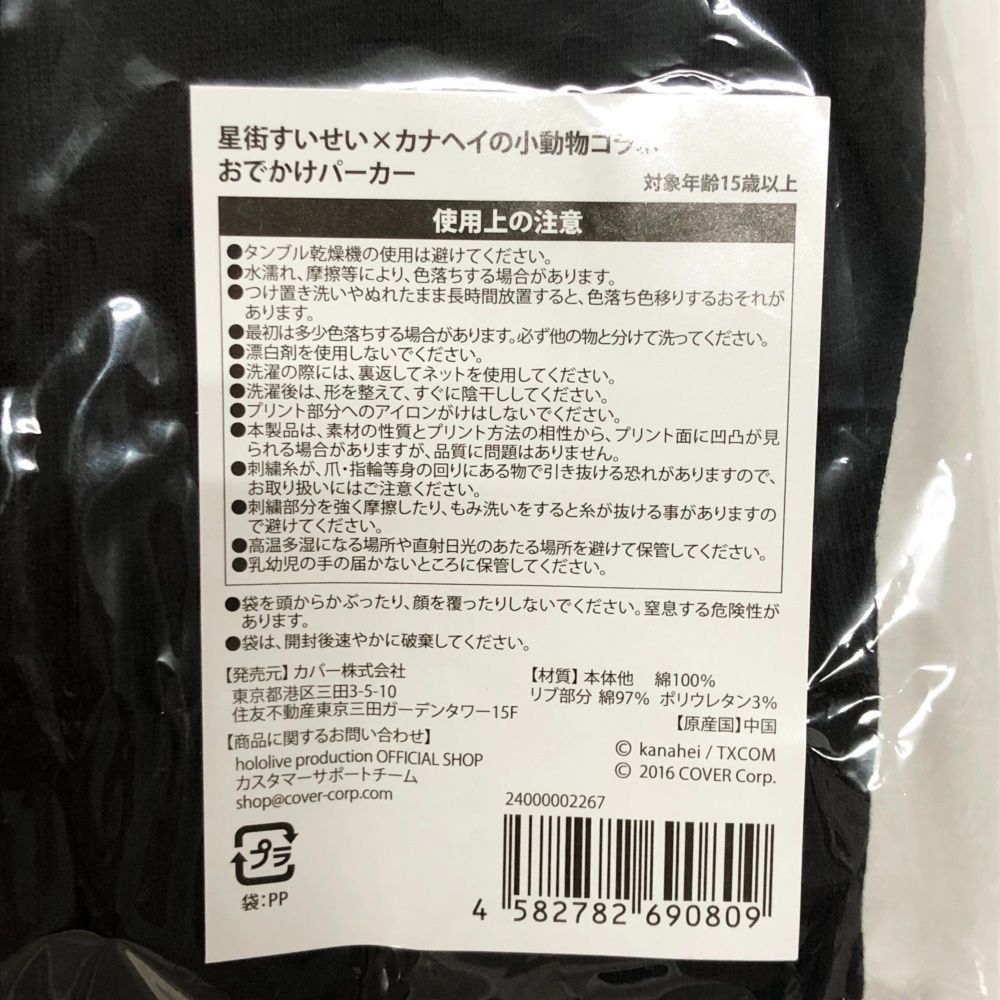 星街すいせい×カナヘイの小動物コラボ
おでかけパーカー
対象年齢15歳以上
使用上の注意
●タンブル乾燥機の使用は避けてください。
●水濡れ、摩擦等により、色落ちする場合があります。
●つけ置き洗いやぬれたまま長時間放置すると、色落ち色移りするおそれが
あります。
●最初は多少色落ちする場合があります。必ず他の物と分けて洗ってください。
●漂白剤を使用しないでください。
●洗濯の際には、裏返してネットを使用してください。
●洗濯後は、形を整えて、すぐに陰干ししてください。
●プリント部分へのアイロンがけはしないでください。
●本製品は、素材の性質とプリント方法の相性から、プリント面に凹凸が見
られる場合がありますが、品質に問題はありません。
●刺繍糸が、爪・指輪等身の回りにある物で引き抜ける恐れがありますので、
お取り扱いにはご注意ください。
●刺繍部分を強く摩擦したり、もみ洗いをすると糸が抜ける事がありますの
で避けてください。
●高温多湿になる場所や直射日光のあたる場所を避けて保管してください。
●乳幼児の手の届かないところに保管してください。
●袋を頭からかぶったり、顔を覆ったりしないでください。窒息する危険性が
あります。
●袋は、開封後速やかに破棄してください。
【発売元】カバー株式会社
東京都港区三田3-5-10
住友不動産東京三田ガーデンタワー15F
【商品に関するお問い合わせ】
hololive production OFFICIAL SHOP
カスタマーサポートチーム
shop@cover-corp.com
【材質】本体他 綿100%
リブ部分 綿97% ポリウレタン3%
【原産国】中国
© kanahei / TXCOM
© 2016 COVER Corp.
プラ
袋:PP
24000002267
4 582782 690809